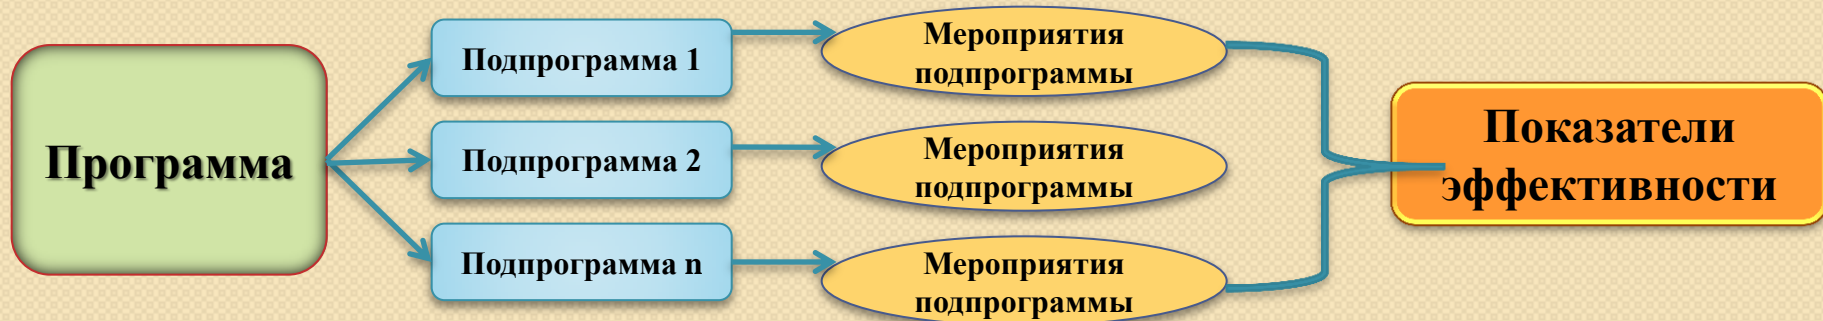 Программа
Подпрограмма 1
Подпрограмма 2
Подпрограмма n
Мероприятия
подпрограммы
Мероприятия
подпрограммы
Мероприятия
подпрограммы
Показатели
эффективности